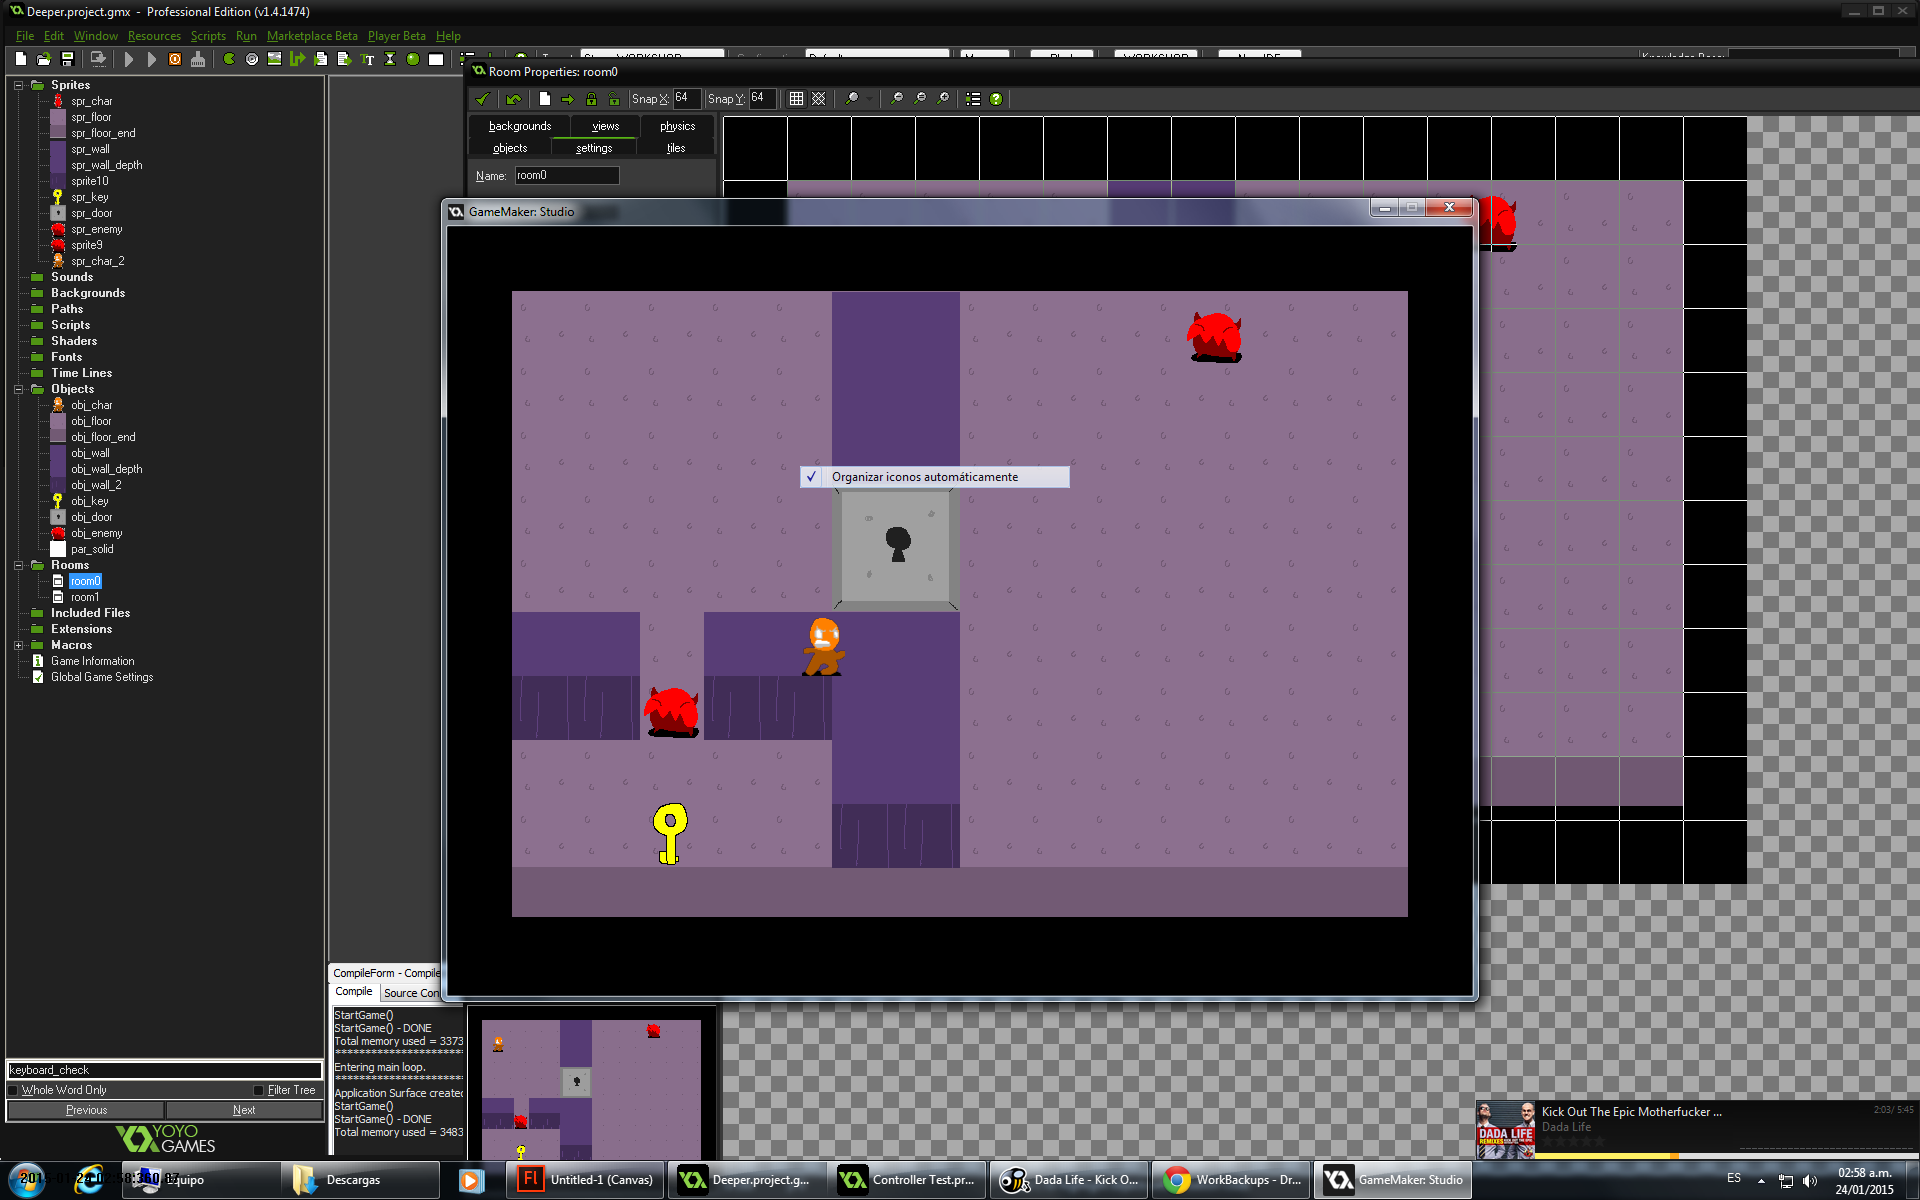 Deeper.project.gmx - Professional Edition (v1.4.1474)
File Edit Window Resources Scripts Run Marketplace Beta Player Beta Help
Room Properties: room0
Snap X: 64 Snap Y: 64
backgrounds views physics
objects settings tiles
Name: room0
Sprites
spr_char
spr_floor
spr_floor_end
spr_wall
spr_wall_depth
sprite10
spr_key
spr_door
spr_enemy
sprite9
spr_char_2
Sounds
Backgrounds
Paths
Scripts
Shaders
Fonts
Time Lines
Objects
obj_char
obj_floor
obj_floor_end
obj_wall
obj_wall_depth
obj_wall_2
obj_key
obj_door
obj_enemy
par_solid
Rooms
room0
room1
Included Files
Extensions
Macros
Game Information
Global Game Settings
GameMaker: Studio
Organizar iconos automáticamente
CompileForm - Compile
Compile Source Con
StartGame()
StartGame() - DONE
Total memory used = 3373
************************
Entering main loop.
************************
Application Surface created
StartGame()
StartGame() - DONE
Total memory used = 3483
keyboard_check
Whole Word Only Filter Tree
Previous Next
YOYO GAMES
Kick Out The Epic Motherfucker ...
2:03/ 5:45
Dada Life
DADA LIFE
Equipo
Descargas
Untitled-1 (Canvas)
Deeper.project.g...
Controller Test.pr...
Dada Life - Kick O...
WorkBackups - Dr...
GameMaker: Studio
ES
02:58 a.m.
24/01/2015